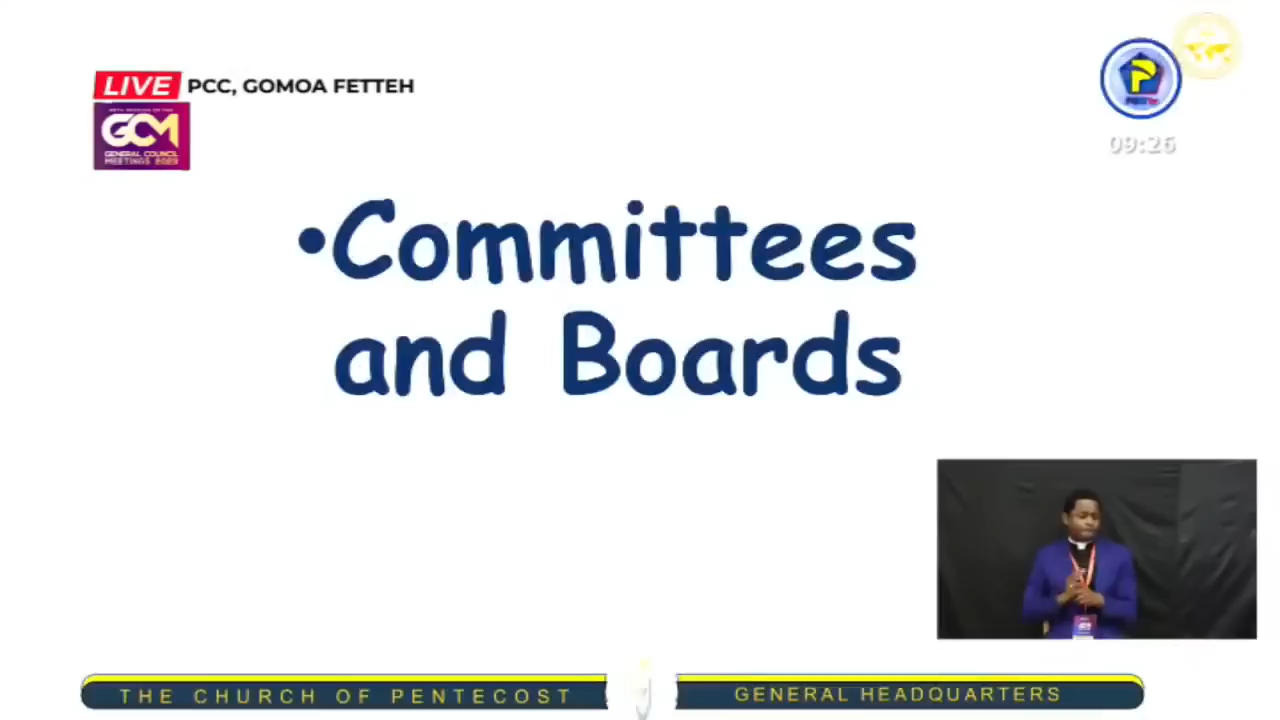 LIVE PCC, GOMOA FETTEH
GCM
GENERAL COUNCIL
MEETINGS 2023
09:26
•Committees
and Boards
THE CHURCH OF PENTECOST
GENERAL HEADQUARTERS